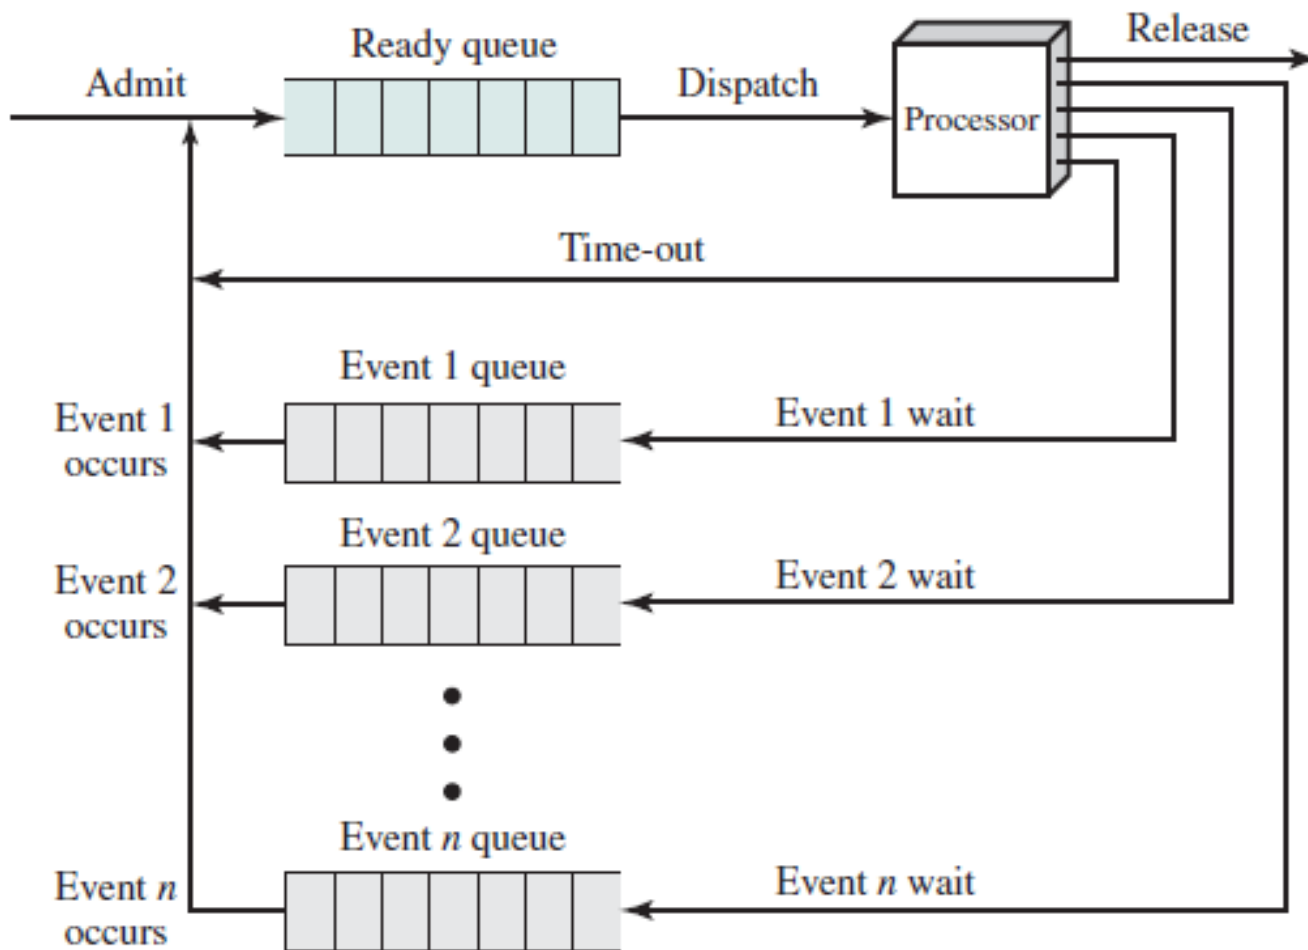 Release
Ready queue
Admit
Dispatch
Processor
Time-out
Event 1 queue
Event 1
occurs
Event 1 wait
Event 2 queue
Event 2
occurs
Event 2 wait
Event n queue
Event n
occurs
Event n wait